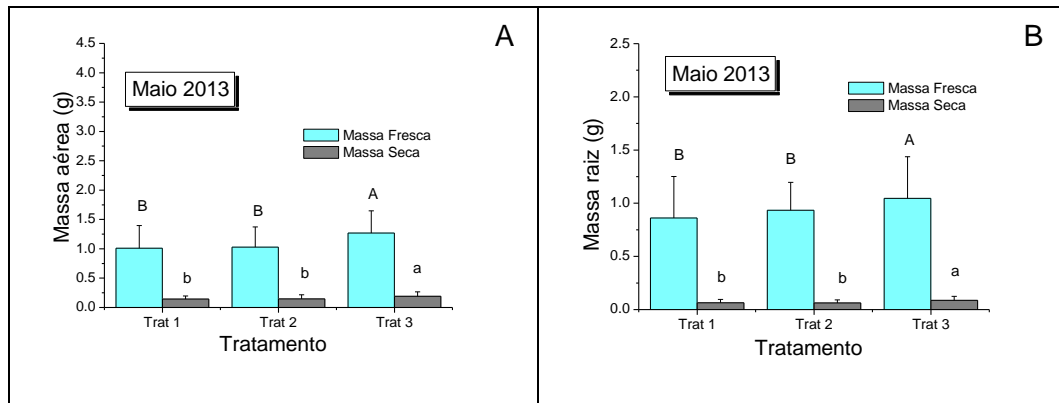 A
Massa aérea (g)
4.5
4.0
3.5
3.0
2.5
2.0
1.5
1.0
0.5
0.0
Maio 2013
Massa Fresca
Massa Seca
B
b
B
b
A
a
Trat 1
Trat 2
Trat 3
Tratamento
B
Massa raiz (g)
2.5
2.0
1.5
1.0
0.5
0.0
Maio 2013
Massa Fresca
Massa Seca
B
b
B
b
A
a
Trat 1
Trat 2
Trat 3
Tratamento